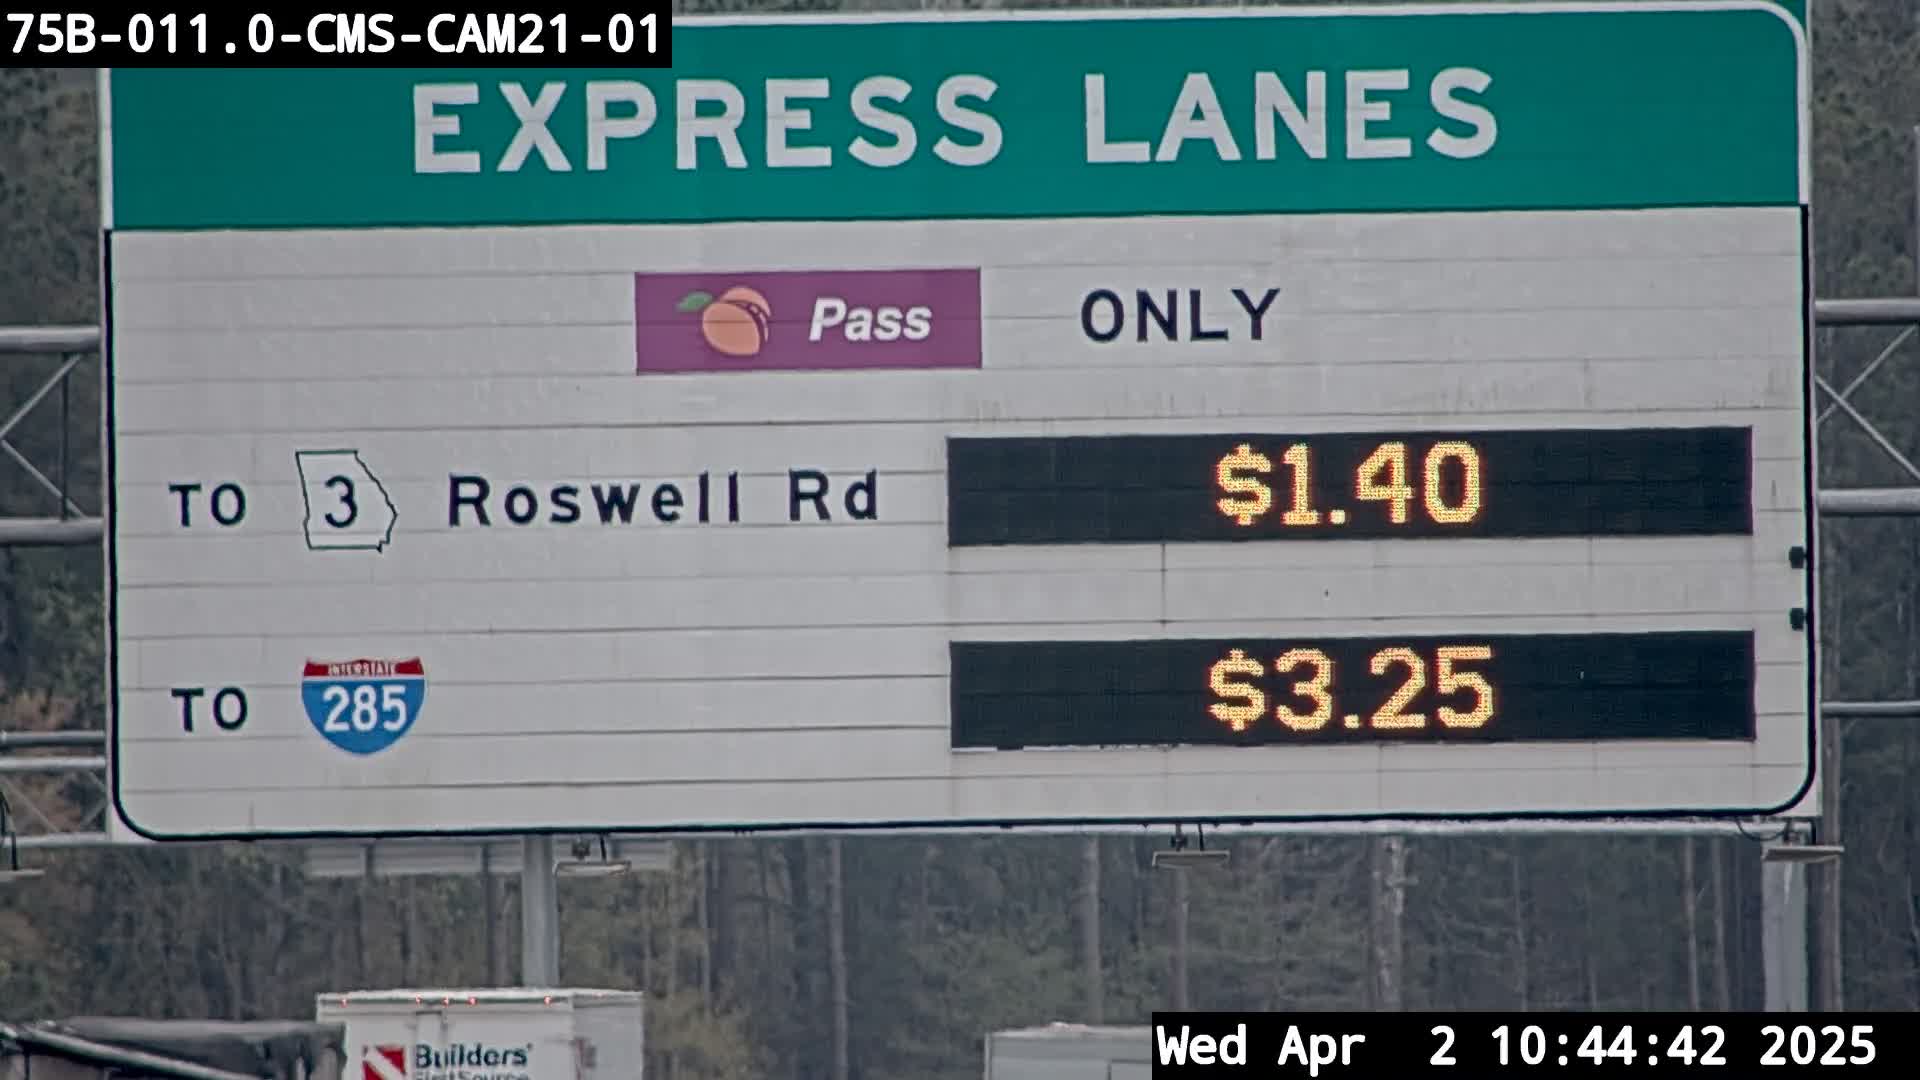 75B-011.0-CMS-CAM21-01
EXPRESS LANES
Pass ONLY
TO 3 Roswell Rd $1.40
INTERSTATE
TO 285 $3.25
Builders'
FirstSource
Wed Apr 2 10:44:42 2025